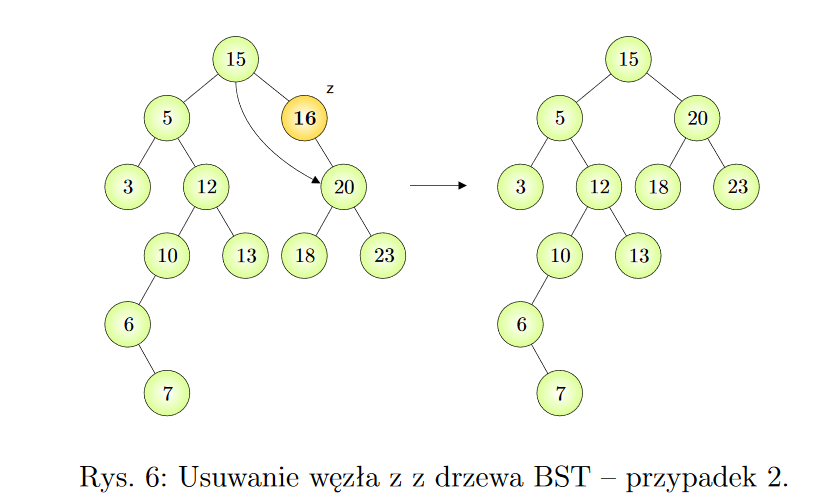 15 15
z
5 16 5 20
3 12 20 3 12 18 23
10 13 18 23 10 13
6 6
7 7
Rys. 6: Usuwanie węzła z z drzewa BST – przypadek 2.